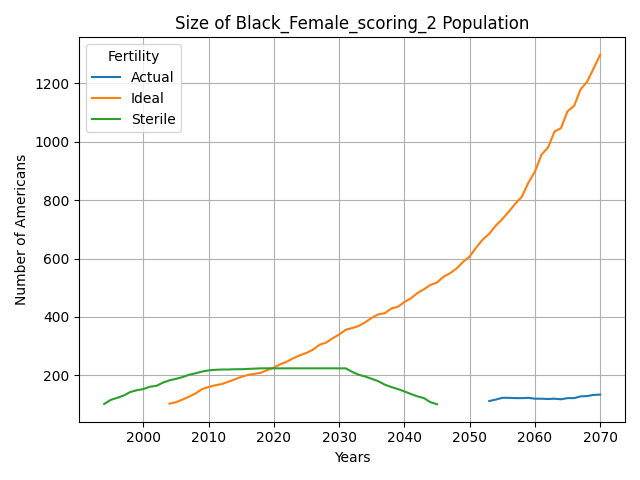 Size of Black_Female_scoring_2 Population
Fertility
Actual
Ideal
Sterile
Number of Americans
1200
1000
800
600
400
200
2000 2010 2020 2030 2040 2050 2060 2070
Years